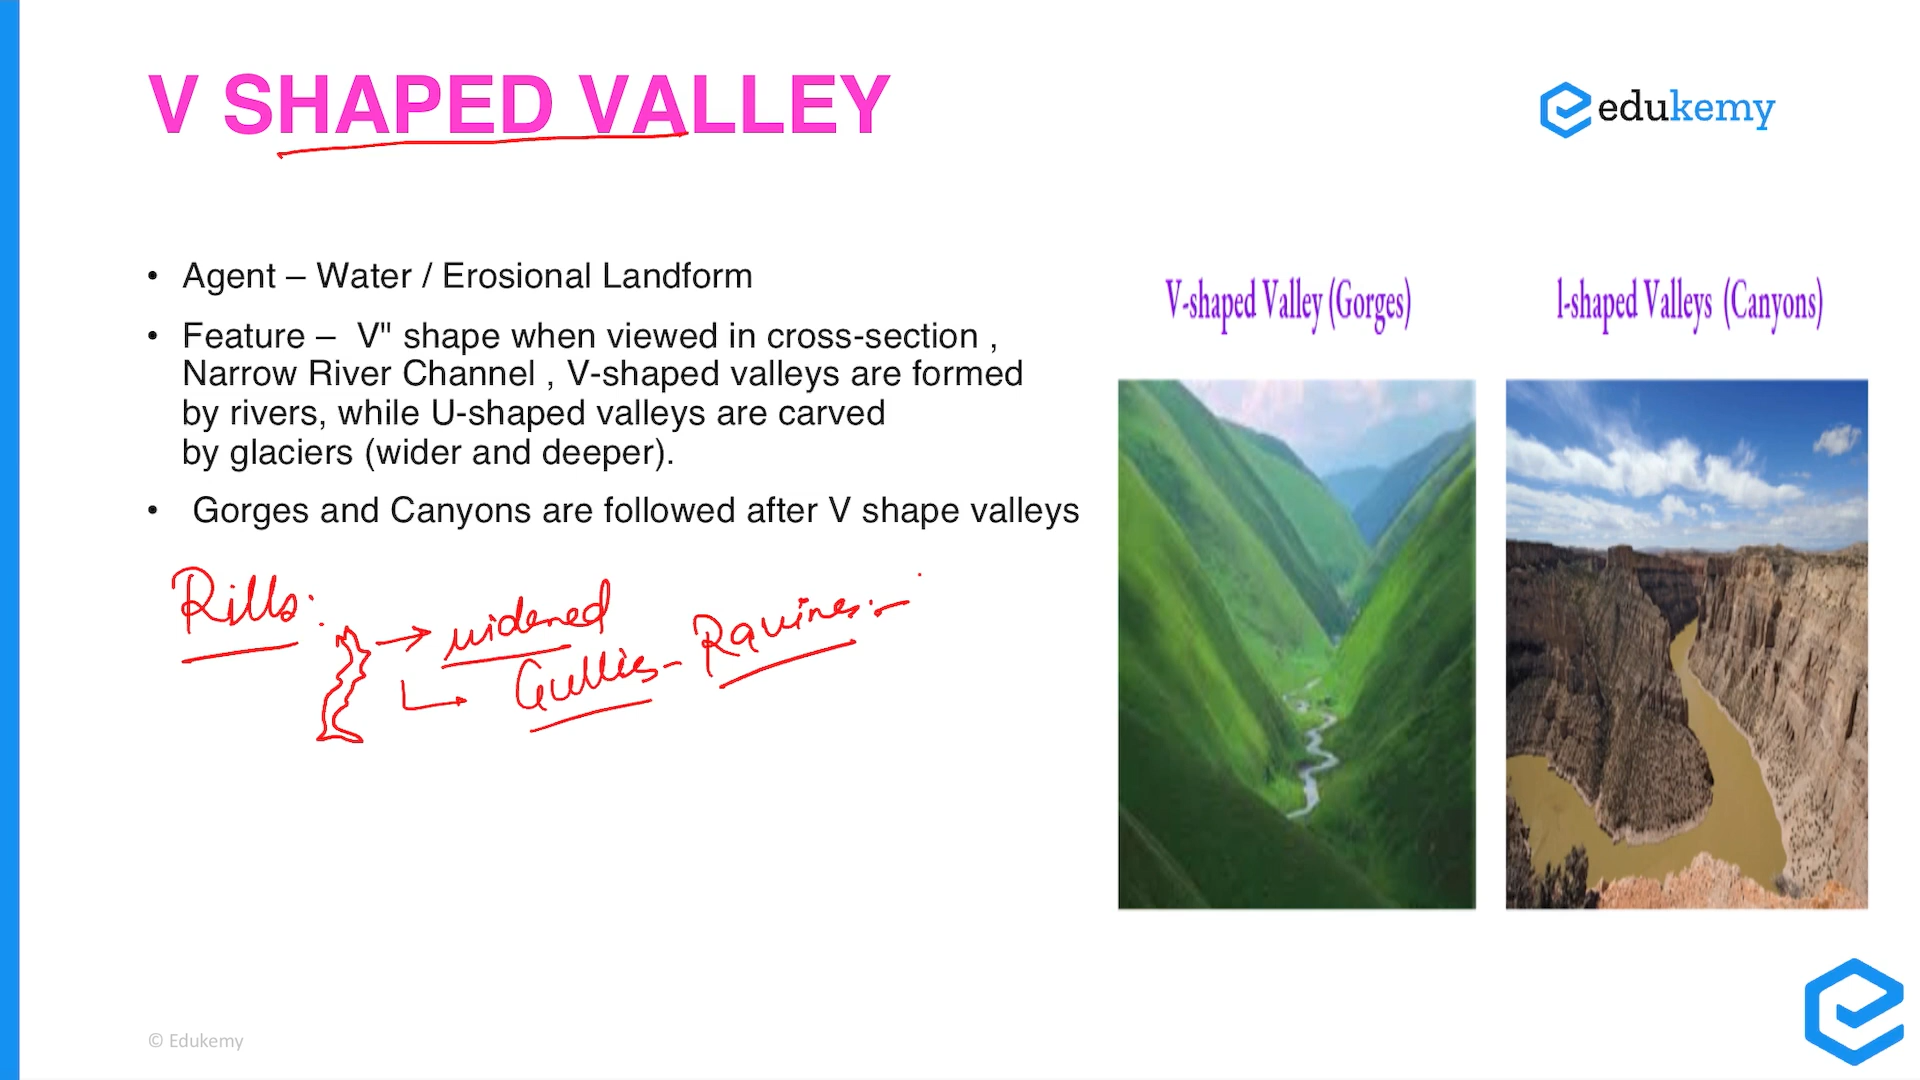 V SHAPED VALLEY
edukemy
• Agent – Water / Erosional Landform
• Feature – V" shape when viewed in cross-section ,
Narrow River Channel , V-shaped valleys are formed
by rivers, while U-shaped valleys are carved
by glaciers (wider and deeper).
• Gorges and Canyons are followed after V shape valleys
Rills:
→ widened
Gullies - Ravines:-
V-shaped Valley (Gorges)
l-shaped Valleys (Canyons)
© Edukemy